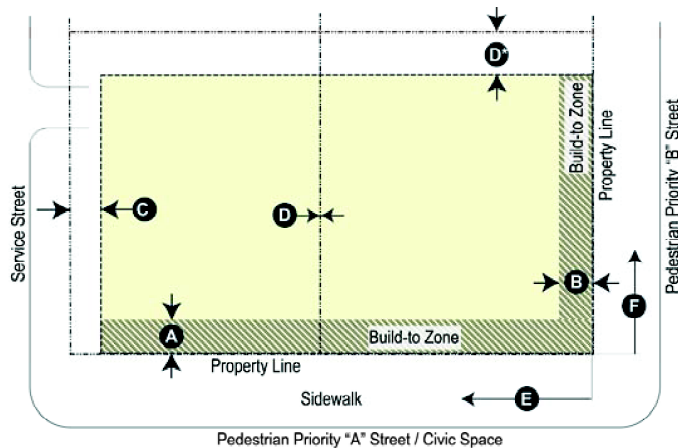 D*
Build-to Zone
Property Line
Pedestrian Priority "B" Street
Service Street
C
D
B
F
A
Build-to Zone
Property Line
Sidewalk
E
Pedestrian Priority "A" Street / Civic Space